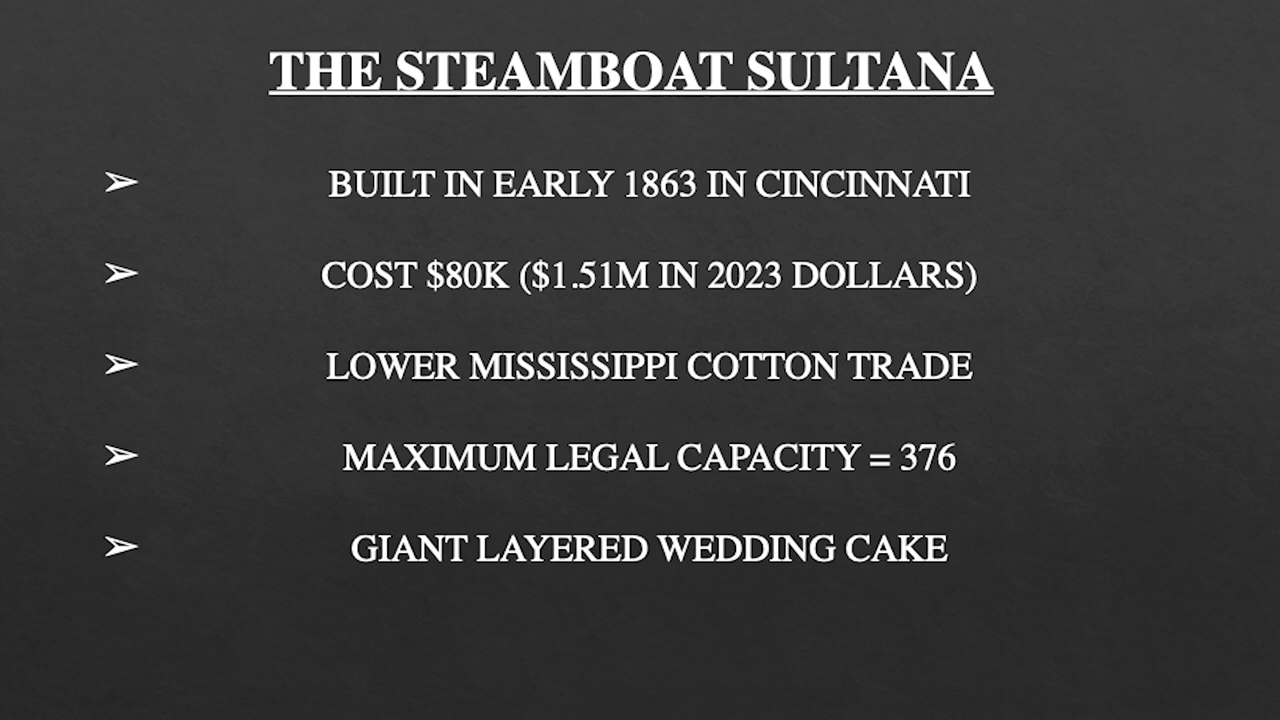 THE STEAMBOAT SULTANA
➢ BUILT IN EARLY 1863 IN CINCINNATI
➢ COST $80K ($1.51M IN 2023 DOLLARS)
➢ LOWER MISSISSIPPI COTTON TRADE
➢ MAXIMUM LEGAL CAPACITY = 376
➢ GIANT LAYERED WEDDING CAKE